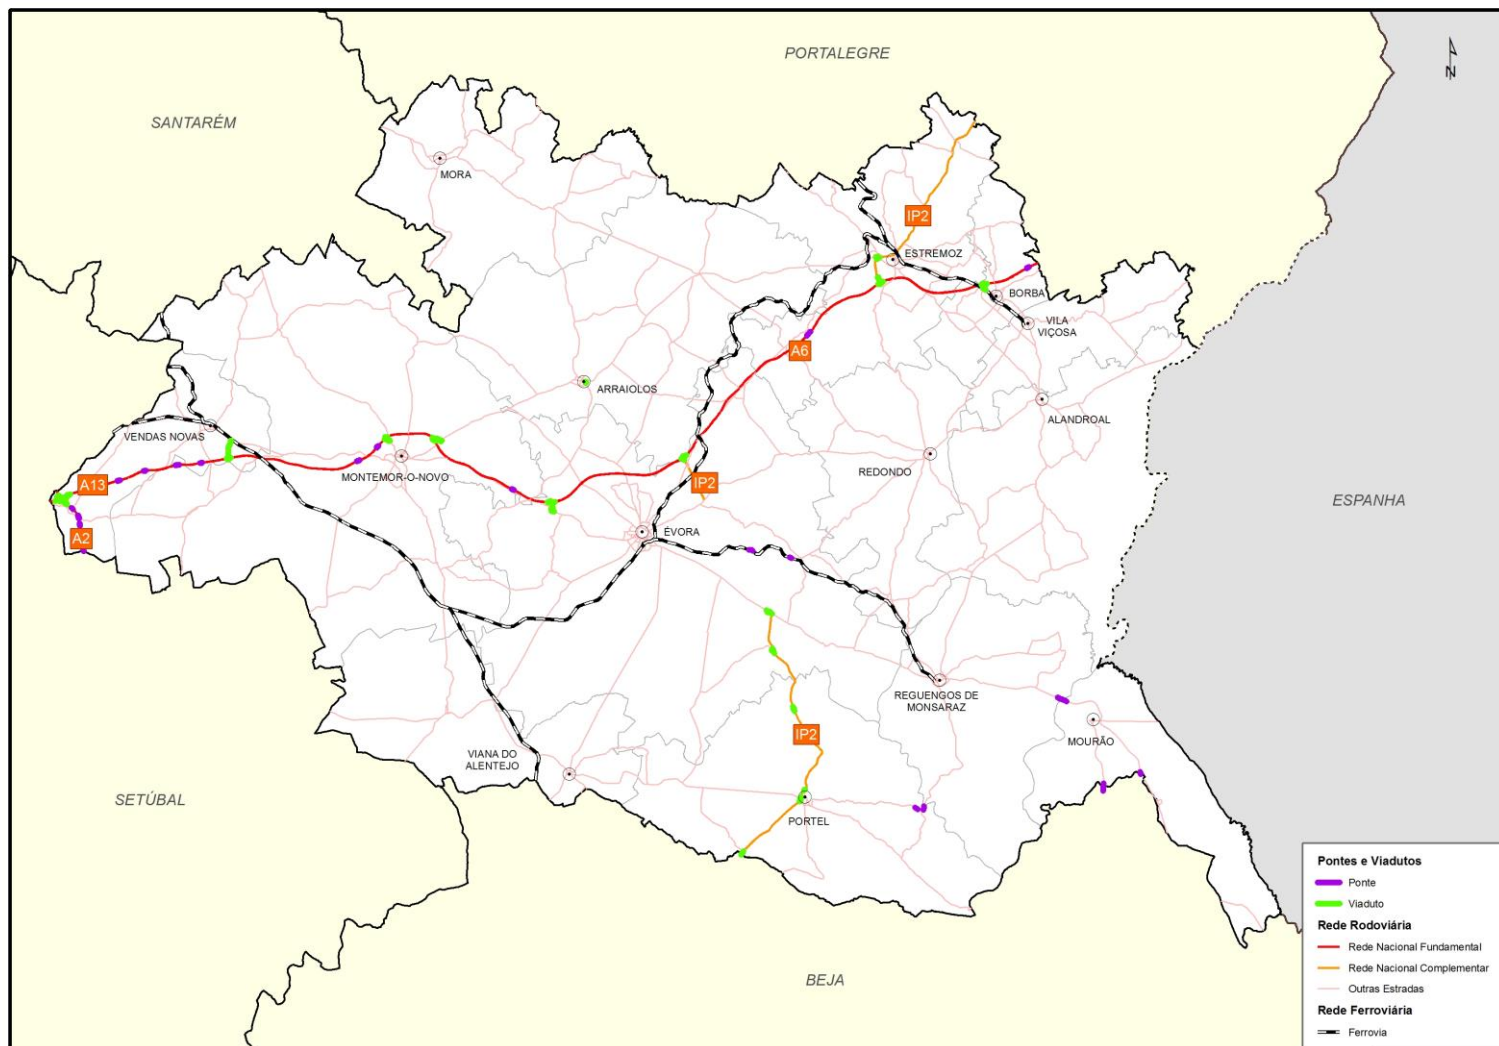 PORTALEGRE
SANTARÉM
N
MORA
IP2
ESTREMOZ
BORBA
VILA
VIÇOSA
A6
ARRAIOLOS
ALANDROAL
VENDAS NOVAS
MONTEMOR-O-NOVO
REDONDO
A13
IP2
ESPANHA
A2
ÉVORA
REGUENGOS DE
MONSARAZ
IP2
MOURÃO
VIANA DO
ALENTEJO
SETÚBAL
PORTEL
BEJA
Pontes e Viadutos
Ponte
Viaduto
Rede Rodoviária
Rede Nacional Fundamental
Rede Nacional Complementar
Outras Estradas
Rede Ferroviária
Ferrovia